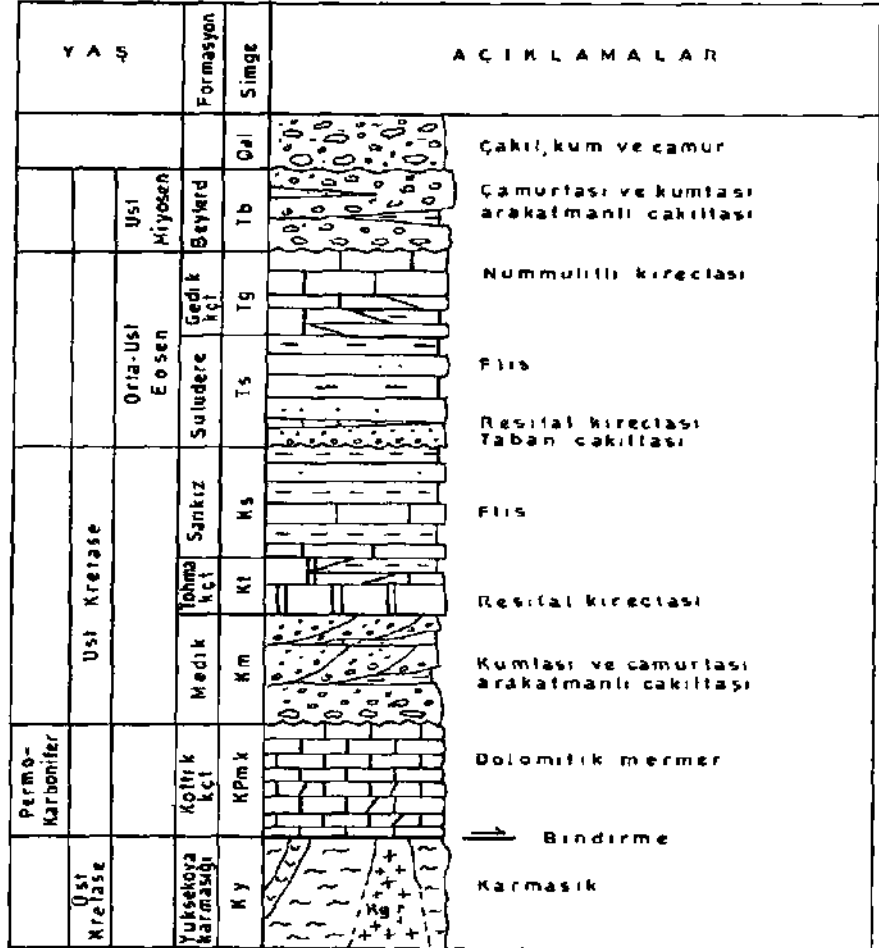 YAŞ
Formasyon
Simge
AÇIKLAMALAR
Qal
Çakıl, kum ve çamur
Üst
Miyosen
Beyderd
Tb
Çamurtaşı ve kumtaşı
arakatmanlı çakıltaşı
Orta-Üst
Eosen
Gedik
kçt
Tg
Nummulitli kireçtaşı
Suludere
Ts
Fliş
Resifal kireçtaşı
Taban çakıltaşı
Üst Kretase
Sarıkız
Ks
Fliş
Tohma
kçt
Kt
Resifal kireçtaşı
Medik
Km
Kumtaşı ve çamurtaşı
arakatmanlı çakıltaşı
Permo-
Karbonifer
kçt
KPmk
Dolomitik mermer
Bindirme
Üst
Kretase
Yüksekova
karmaşığı
Ky
Karmaşık